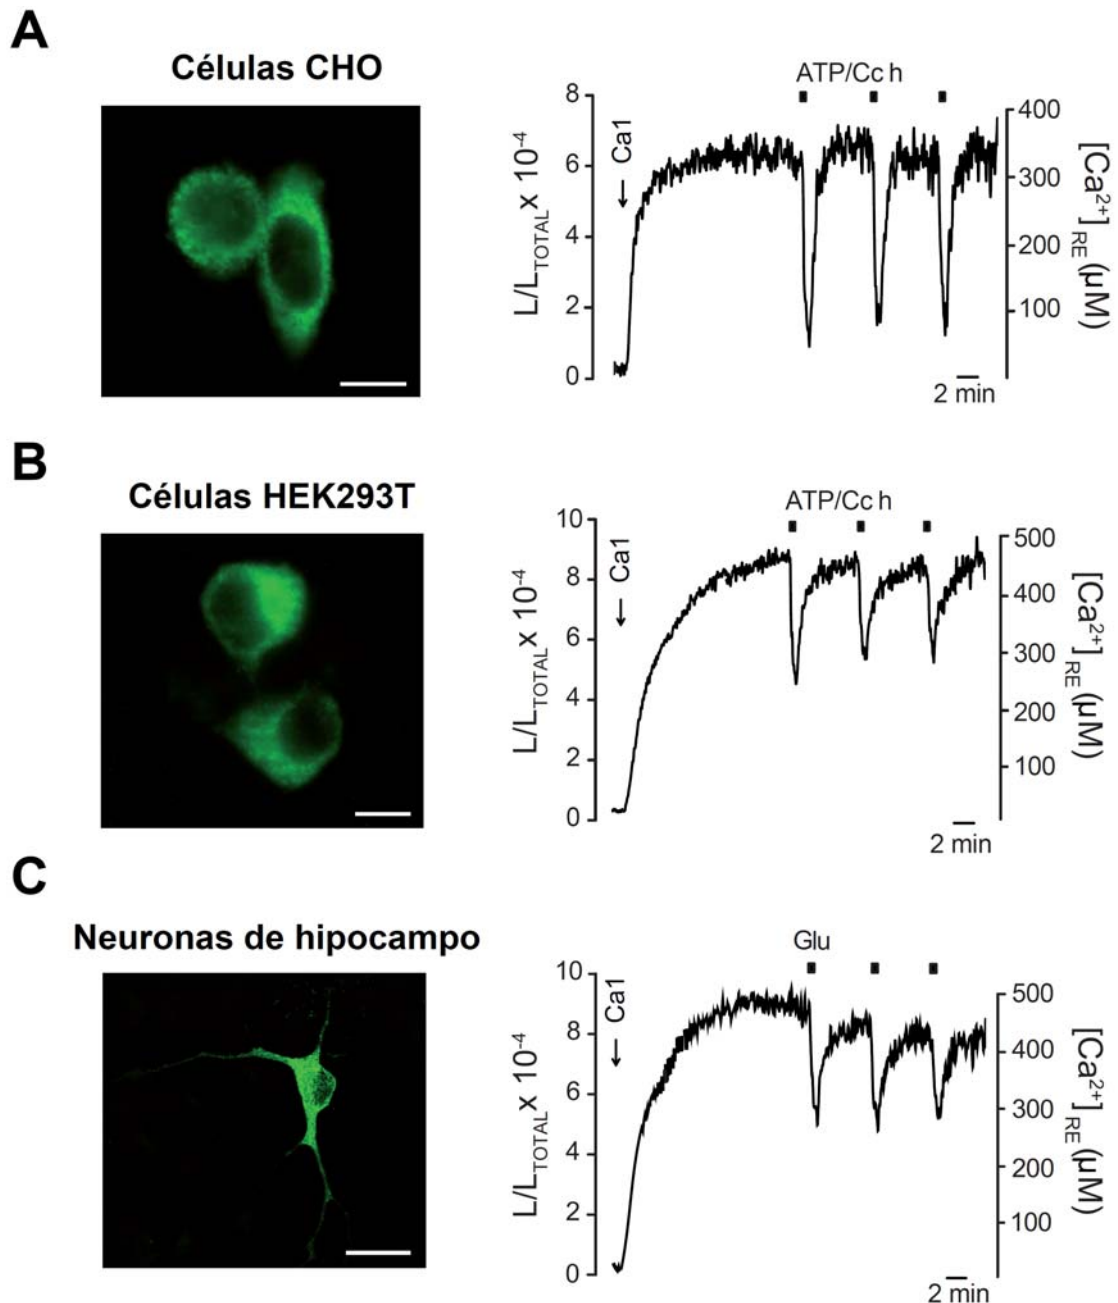 A
Células CHO
ATP/Cch
8
6
4
2
0
L/LTOTAL x 10-4
Ca1
400
300
200
100
[Ca2+]RE (µM)
2 min
B
Células HEK293T
ATP/Cch
10
8
6
4
2
0
L/LTOTAL x 10-4
Ca1
500
400
300
200
100
[Ca2+]RE (µM)
2 min
C
Neuronas de hipocampo
Glu
10
8
6
4
2
0
L/LTOTAL x 10-4
Ca1
500
400
300
200
100
[Ca2+]RE (µM)
2 min